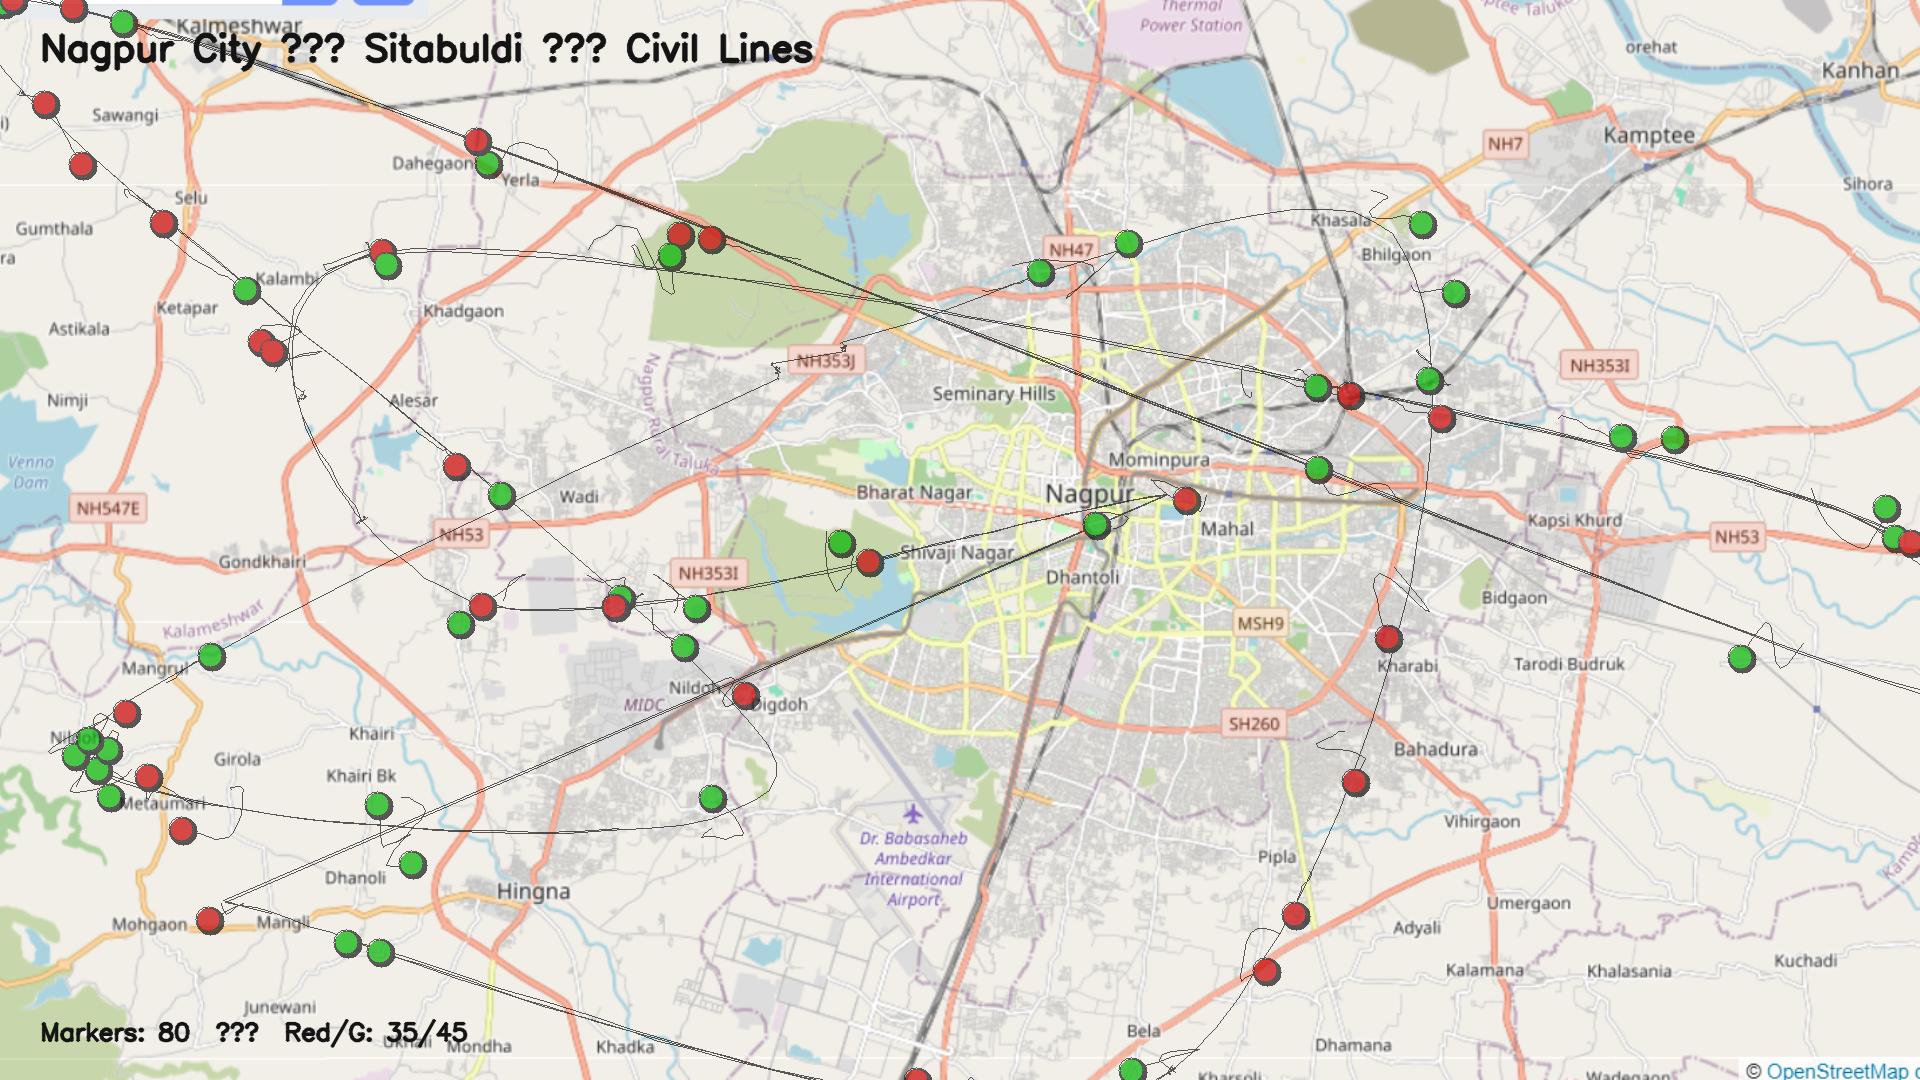 Kalmeshwar
Nagpur City ??? Sitabuldi ??? Civil Lines
Thermal
Power Station
orehat
Kanhan
Sawangi
NH7
Kamptee
Dahegaon
Yerla
Selu
Sihora
Gumthala
Khasala
NH47
Bhilgaon
Kalambi
Ketapar
Khadgaon
Astikala
NH353J
NH353I
Nagpur Rural Taluka
Seminary Hills
Nimji
Alesar
Venna
Dam
Mominpura
Wadi
Bharat Nagar
Nagpur
NH547E
Mahal
Kapsi Khurd
NH53
NH53
Gondkhairi
Shivaji Nagar
NH353I
Dhantoli
Bidgaon
Kalameshwar
MSH9
Mangrul
Kharabi
Tarodi Budruk
Digdoh
MIDC
SH260
Khairi
Bahadura
Girola
Khairi Bk
Metaumari
Vihirgaon
Dr. Babasaheb
Ambedkar
International
Airport
Pipla
Dhanoli
Hingna
Umergaon
Mohgaon
Mangli
Adyali
Kuchadi
Kalamana
Khalasania
Junewani
Markers: 80 ??? Red/G: 35/45
Bela
Mondha
Khadka
Dhamana
© OpenStreetMap c